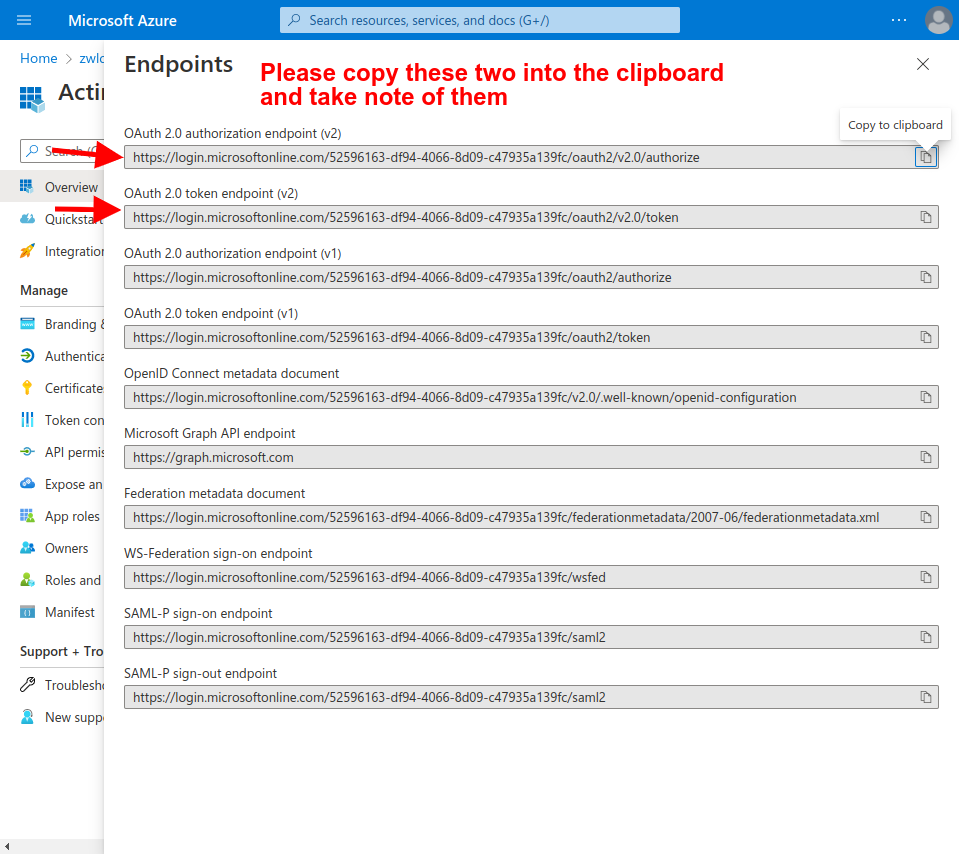 Microsoft Azure
Search resources, services, and docs (G+/)
Home > zwlc
Endpoints
Please copy these two into the clipboard
and take note of them
Copy to clipboard
OAuth 2.0 authorization endpoint (v2)
https://login.microsoftonline.com/52596163-df94-4066-8d09-c47935a139fc/oauth2/v2.0/authorize
OAuth 2.0 token endpoint (v2)
https://login.microsoftonline.com/52596163-df94-4066-8d09-c47935a139fc/oauth2/v2.0/token
OAuth 2.0 authorization endpoint (v1)
https://login.microsoftonline.com/52596163-df94-4066-8d09-c47935a139fc/oauth2/authorize
OAuth 2.0 token endpoint (v1)
https://login.microsoftonline.com/52596163-df94-4066-8d09-c47935a139fc/oauth2/token
OpenID Connect metadata document
https://login.microsoftonline.com/52596163-df94-4066-8d09-c47935a139fc/v2.0/.well-known/openid-configuration
Microsoft Graph API endpoint
https://graph.microsoft.com
Federation metadata document
https://login.microsoftonline.com/52596163-df94-4066-8d09-c47935a139fc/federationmetadata/2007-06/federationmetadata.xml
WS-Federation sign-on endpoint
https://login.microsoftonline.com/52596163-df94-4066-8d09-c47935a139fc/wsfed
SAML-P sign-on endpoint
https://login.microsoftonline.com/52596163-df94-4066-8d09-c47935a139fc/saml2
SAML-P sign-out endpoint
https://login.microsoftonline.com/52596163-df94-4066-8d09-c47935a139fc/saml2
Acti
Search (C
Overview
Quickstart
Integration
Manage
Branding &
Authentica
Certificate
Token con
API permis
Expose an
App roles
Owners
Roles and
Manifest
Support + Tro
Troublesho
New suppo